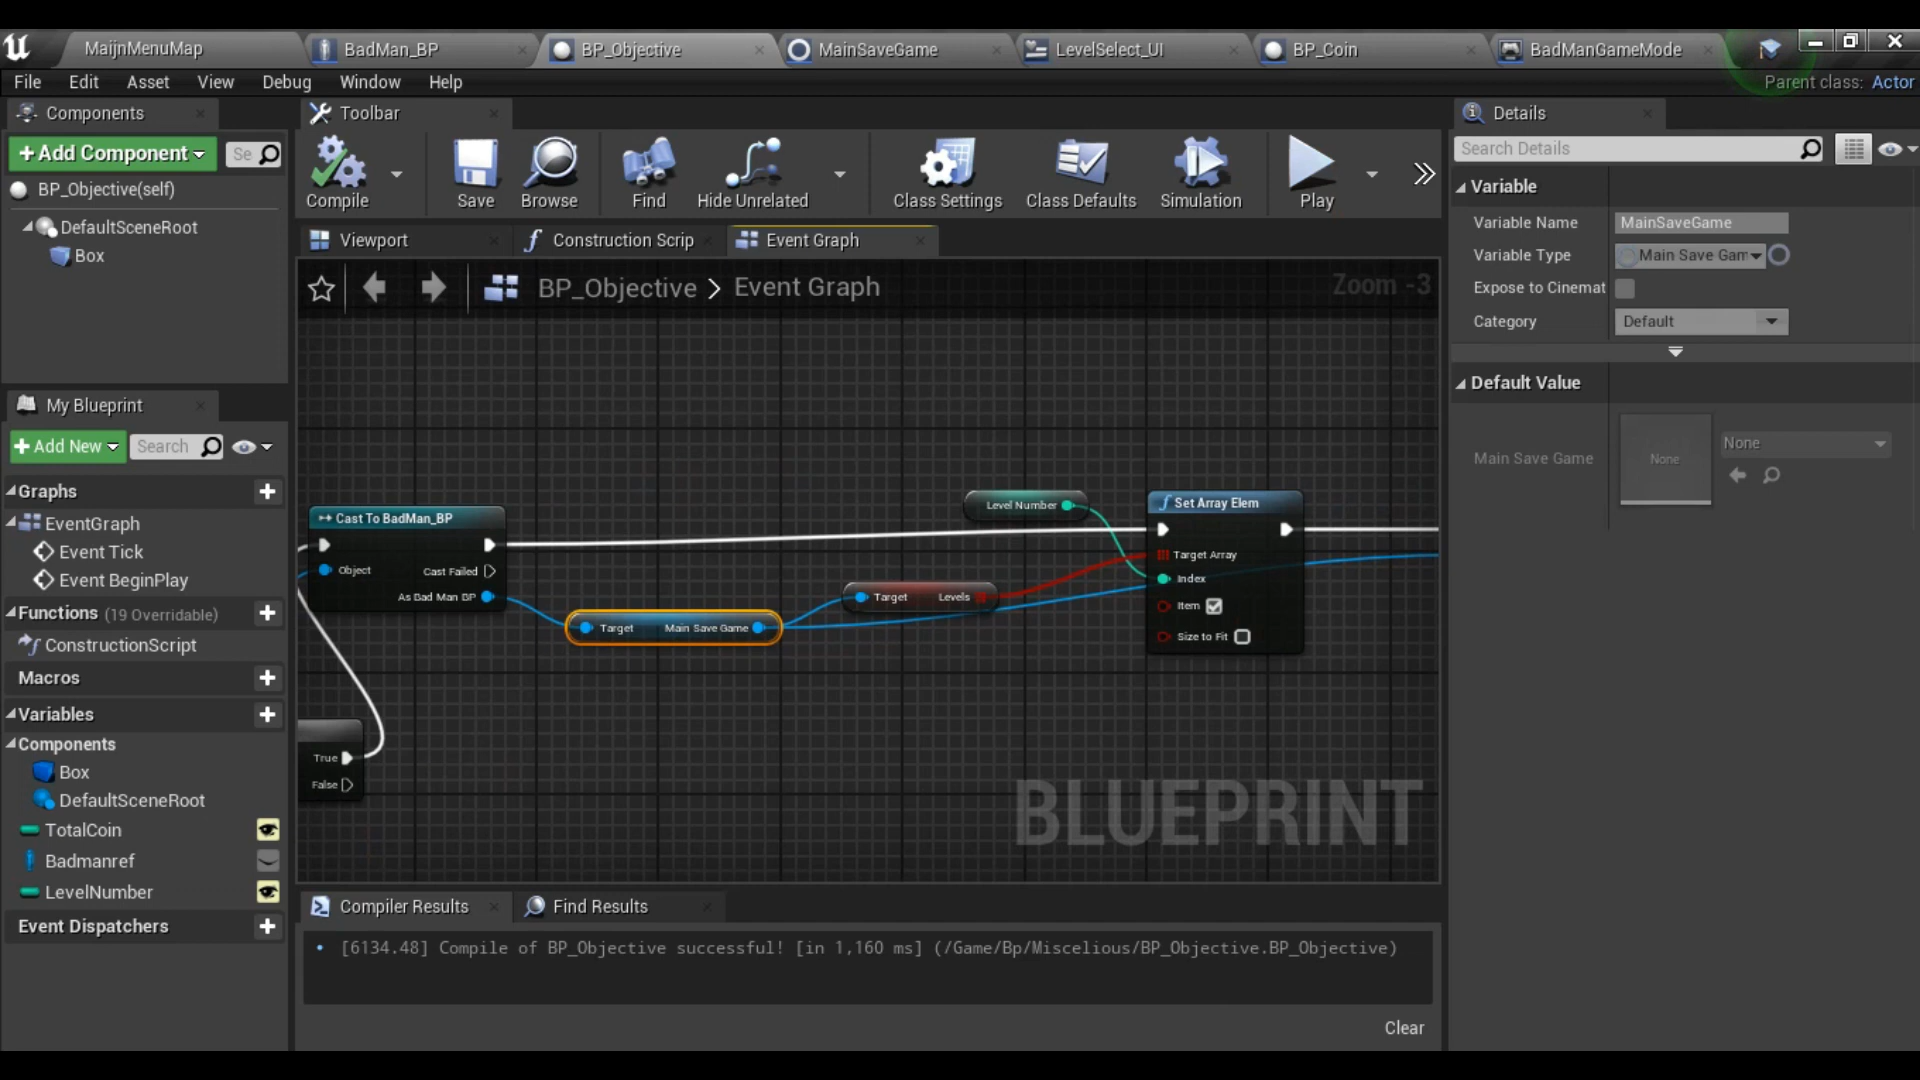 MaijnMenuMap
BadMan_BP
BP_Objective
MainSaveGame
LevelSelect_UI
BP_Coin
BadManGameMode
File Edit Asset View Debug Window Help
Parent class: Actor
Components
+Add Component
Se
BP_Objective(self)
DefaultSceneRoot
Box
Toolbar
Compile
Save
Browse
Find
Hide Unrelated
Class Settings
Class Defaults
Simulation
Play
Viewport
Construction Scrip
Event Graph
BP_Objective > Event Graph
Zoom -3
Cast To BadMan_BP
Object
Cast Failed
As Bad Man BP
Target Main Save Game
Target Levels
Level Number
Set Array Elem
Target Array
Index
Item
Size to Fit
True
False
BLUEPRINT
My Blueprint
+Add New
Search
Graphs
EventGraph
Event Tick
Event BeginPlay
Functions (19 Overridable)
ConstructionScript
Macros
Variables
Components
Box
DefaultSceneRoot
TotalCoin
Badmanref
LevelNumber
Event Dispatchers
Compiler Results
Find Results
[6134.48] Compile of BP_Objective successful! [in 1,160 ms] (/Game/Bp/Miscelious/BP_Objective.BP_Objective)
Clear
Details
Search Details
Variable
Variable Name MainSaveGame
Variable Type Main Save Gam
Expose to Cinemat
Category Default
Default Value
Main Save Game
None
None